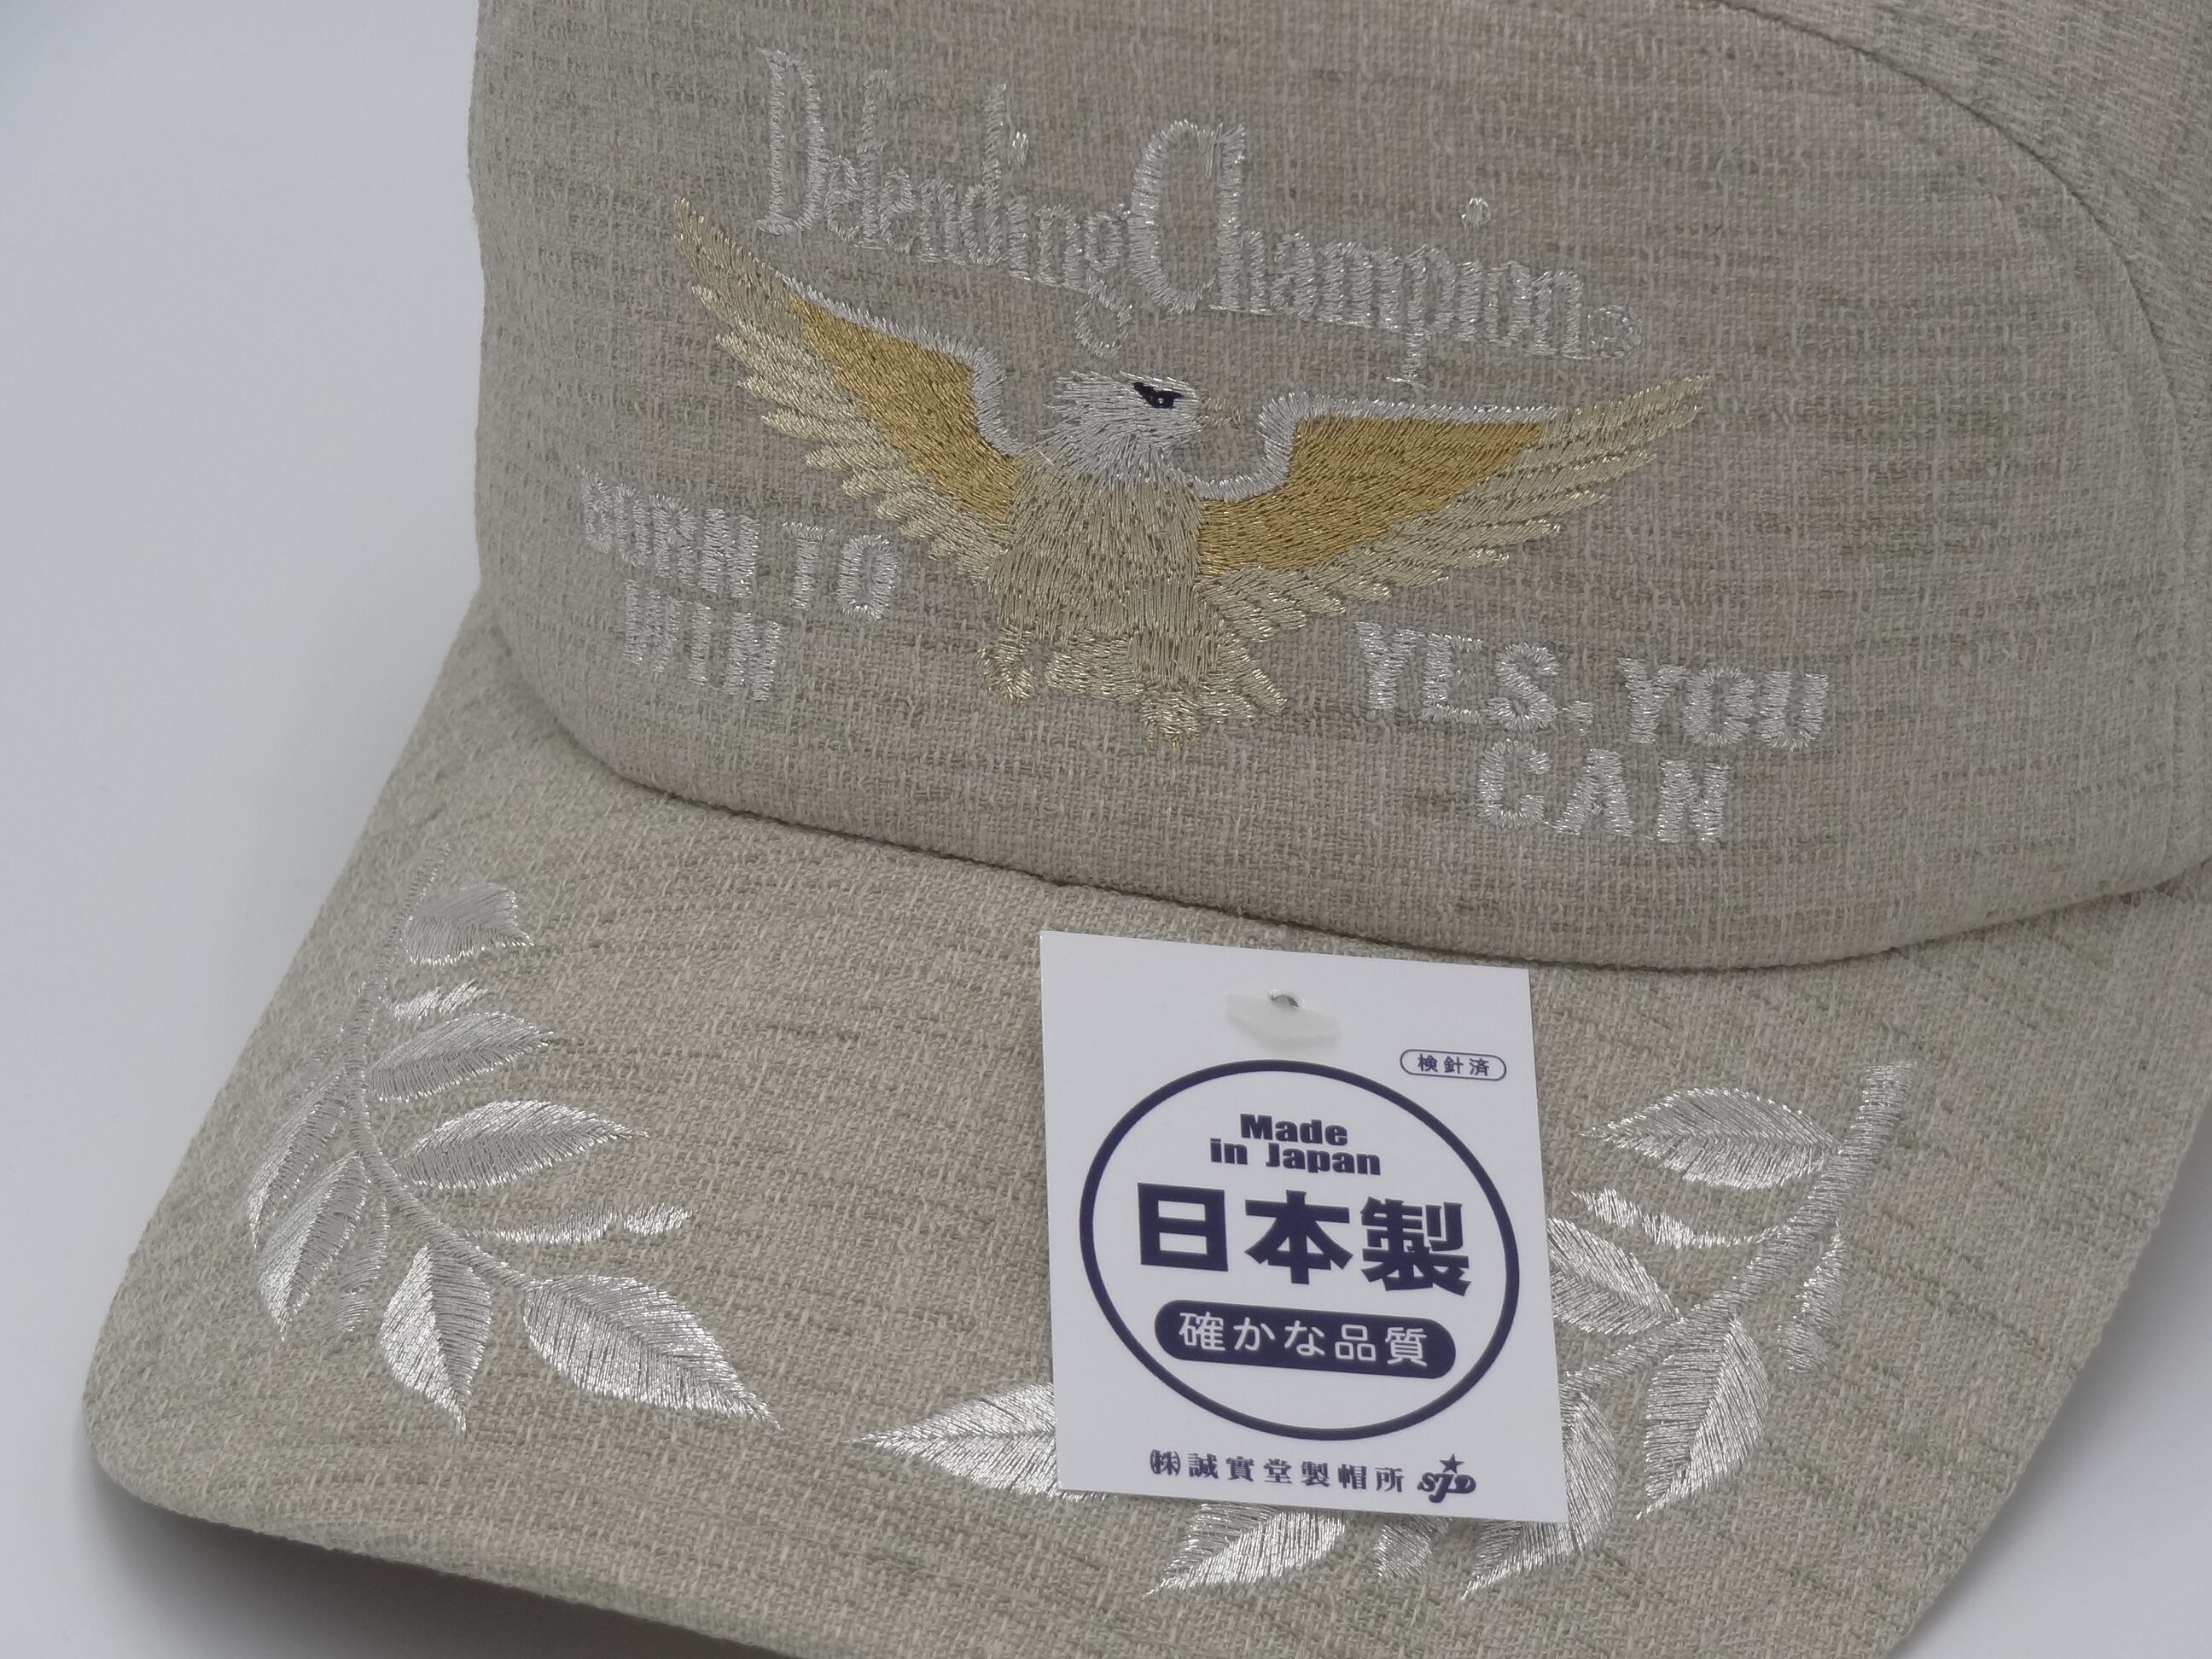 Defending Champion®
BORN TO
WIN
YES, YOU
CAN
検針済
Made
in Japan
日本製
確かな品質
㈱誠實堂製帽所 SJD